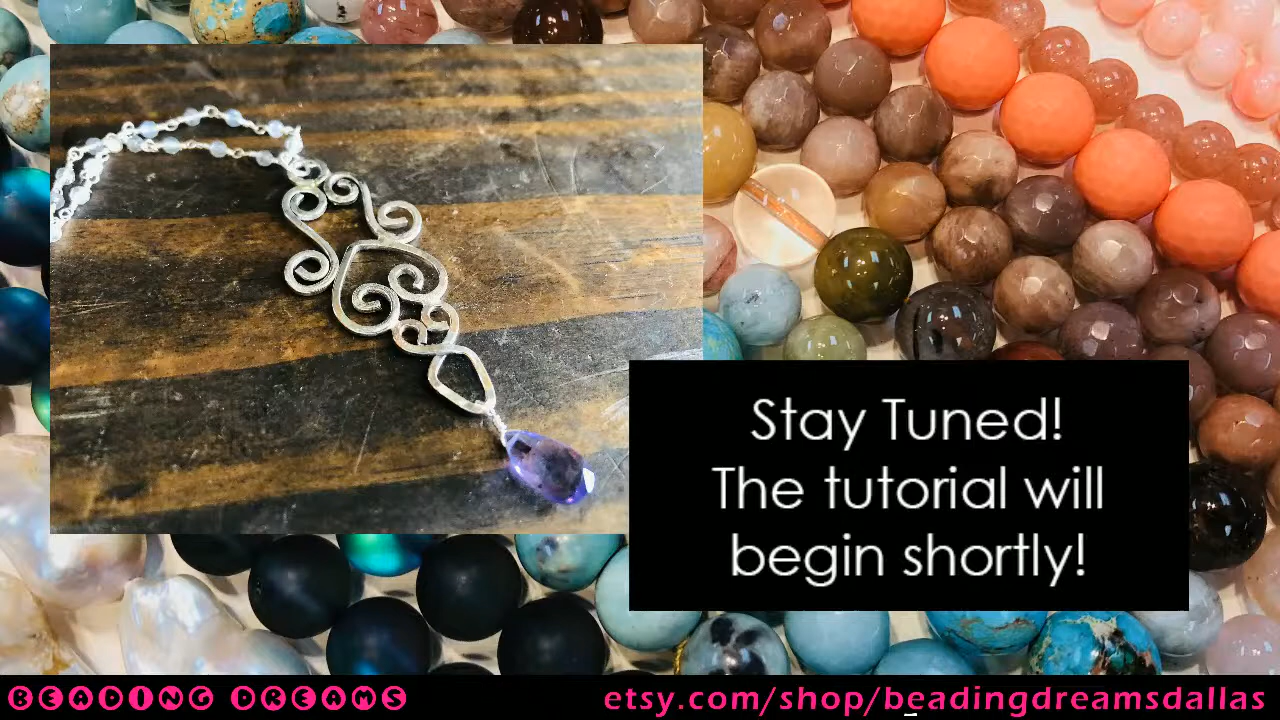 Stay Tuned!
The tutorial will
begin shortly!
BEADING DREAMS
etsy.com/shop/beadingdreamsdallas